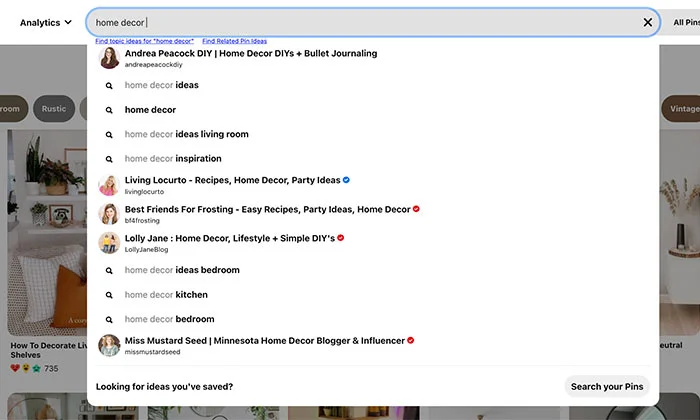 Analytics
home decor
All Pins
Find topic ideas for "home decor" Find Related Pin Ideas
Andrea Peacock DIY | Home Decor DIYs + Bullet Journaling
andreapeacockdiy
home decor ideas
room
Rustic
home decor
Vintage
home decor ideas living room
home decor inspiration
Living Locurto - Recipes, Home Decor, Party Ideas
livinglocurto
Best Friends For Frosting - Easy Recipes, Party Ideas, Home Decor
bf4frosting
Lolly Jane : Home Decor, Lifestyle + Simple DIY's
LollyJaneBlog
home decor ideas bedroom
home decor kitchen
home decor bedroom
A cozy
Miss Mustard Seed | Minnesota Home Decor Blogger & Influencer
missmustardseed
How To Decorate Liv
Shelves
735
eutral
Looking for ideas you've saved?
Search your Pins